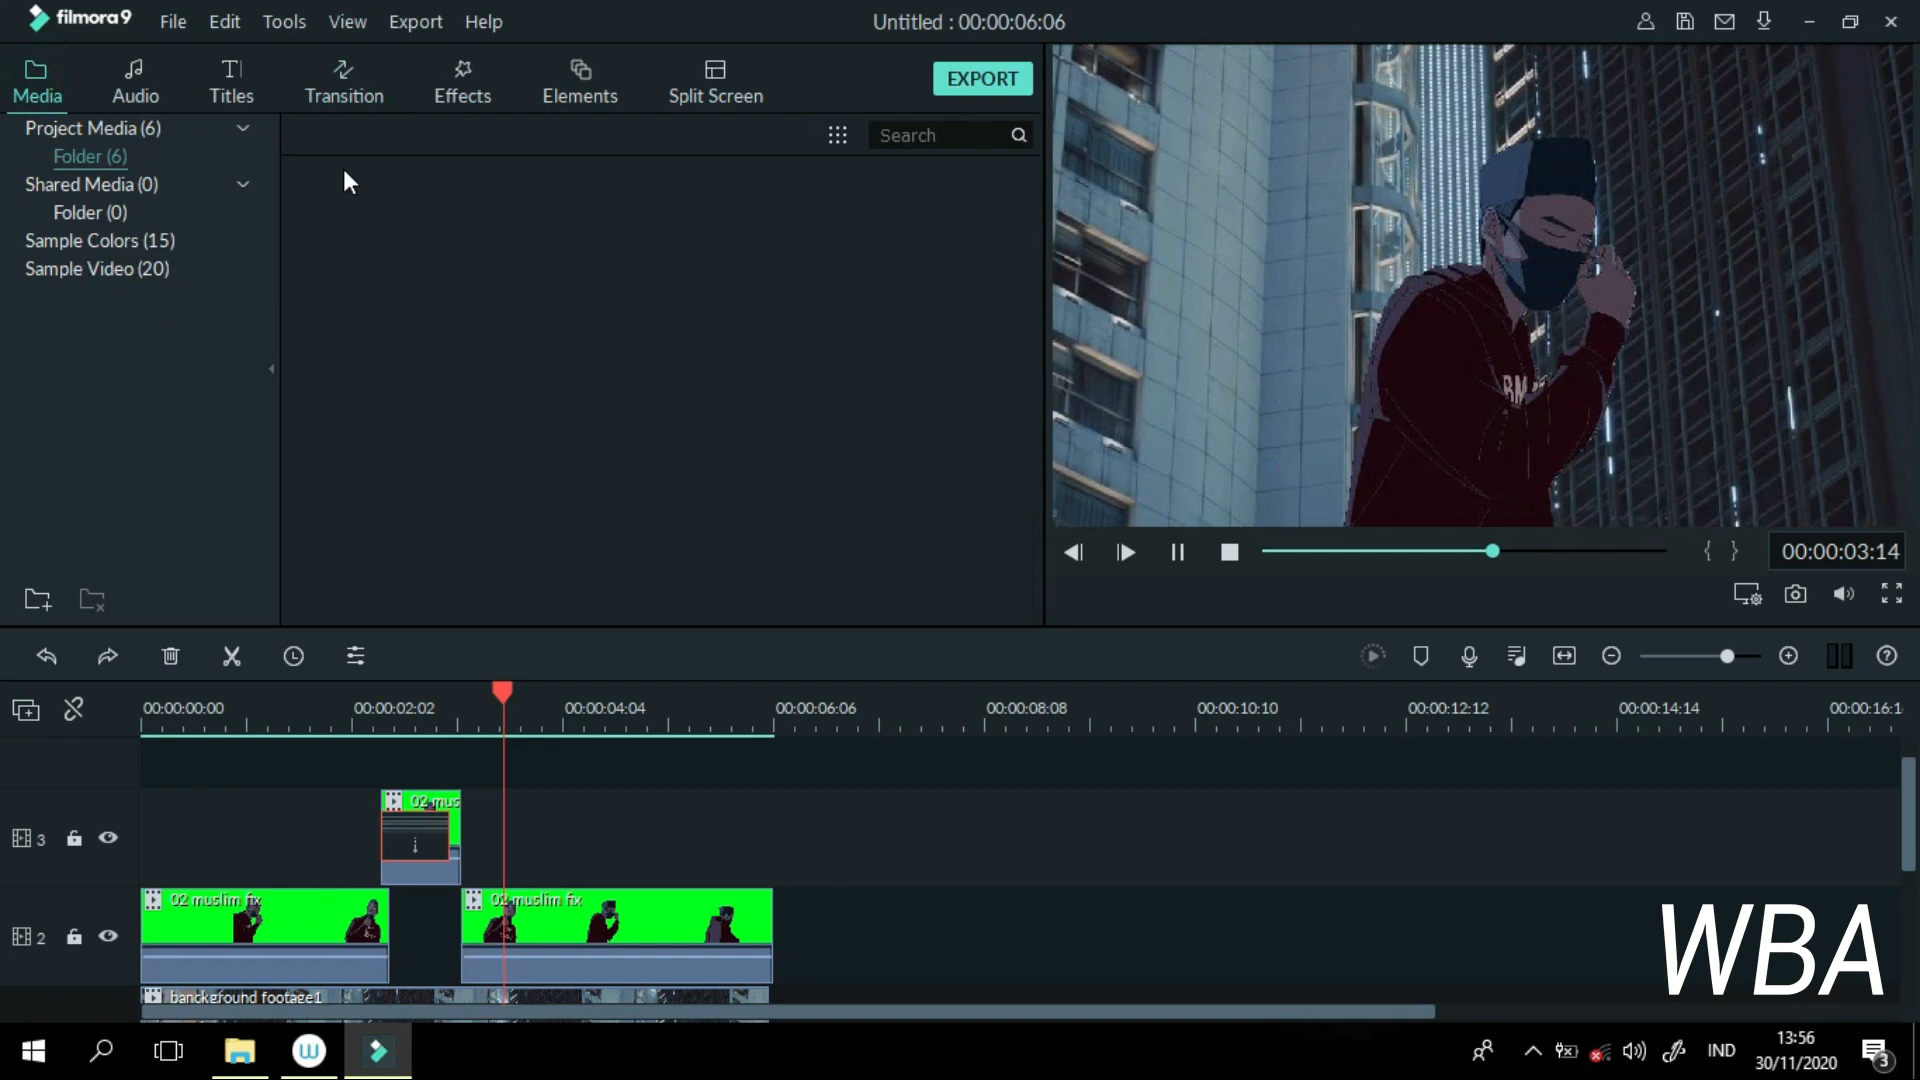 filmora9 File Edit Tools View Export Help Untitled : 00:00:06:06
Media Audio Titles Transition Effects Elements Split Screen EXPORT
Project Media (6)
Search
Folder (6)
Shared Media (0)
Folder (0)
Sample Colors (15)
Sample Video (20)
{ } 00:00:03:14
00:00:00:00 00:00:02:02 00:00:04:04 00:00:06:06 00:00:08:08 00:00:10:10 00:00:12:12 00:00:14:14 00:00:16:1
02 mus
3
02 muslim fix 02 muslim fix
2
WBA
banckground footage1
IND
13:56
30/11/2020
3